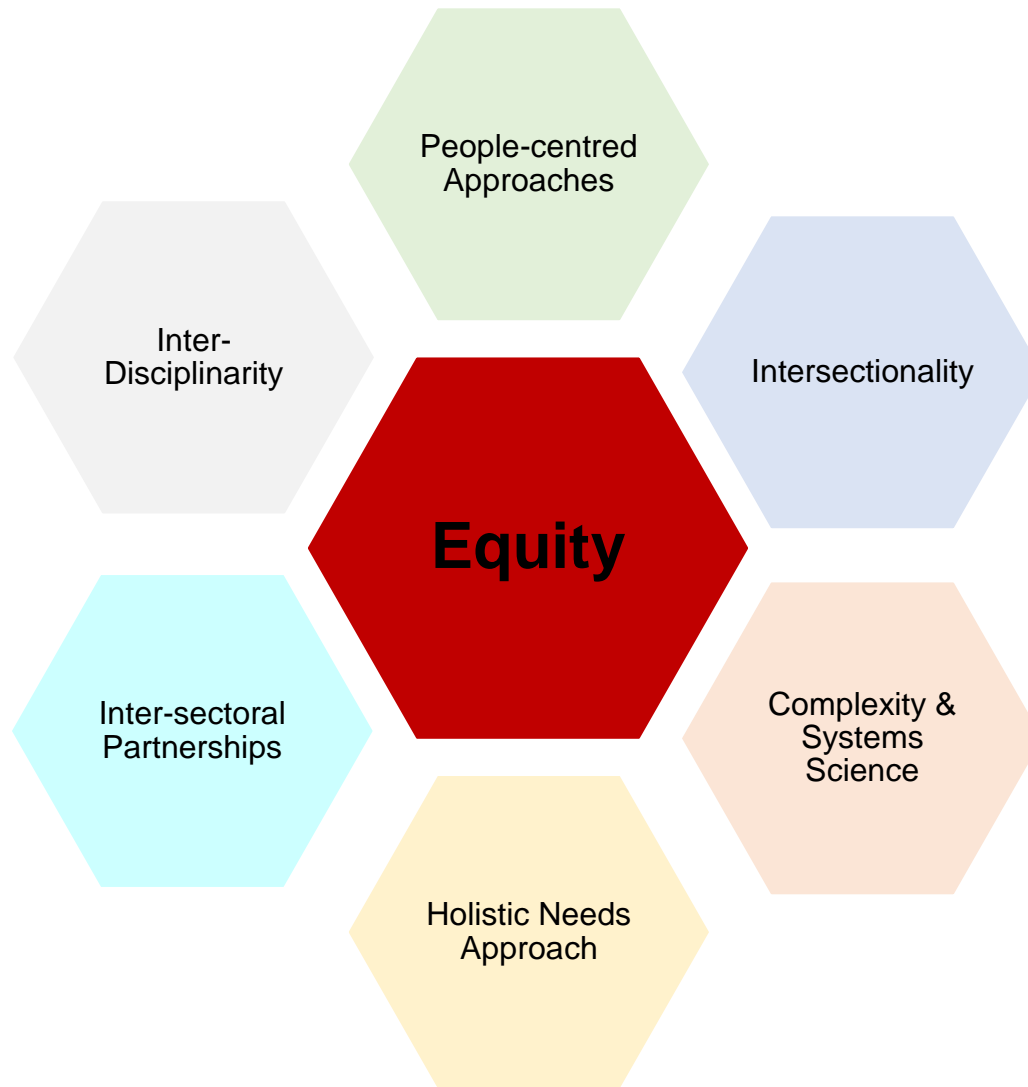 People-centred
Approaches
Inter-
Disciplinarity
Intersectionality
Equity
Inter-sectoral
Partnerships
Complexity &
Systems
Science
Holistic Needs
Approach